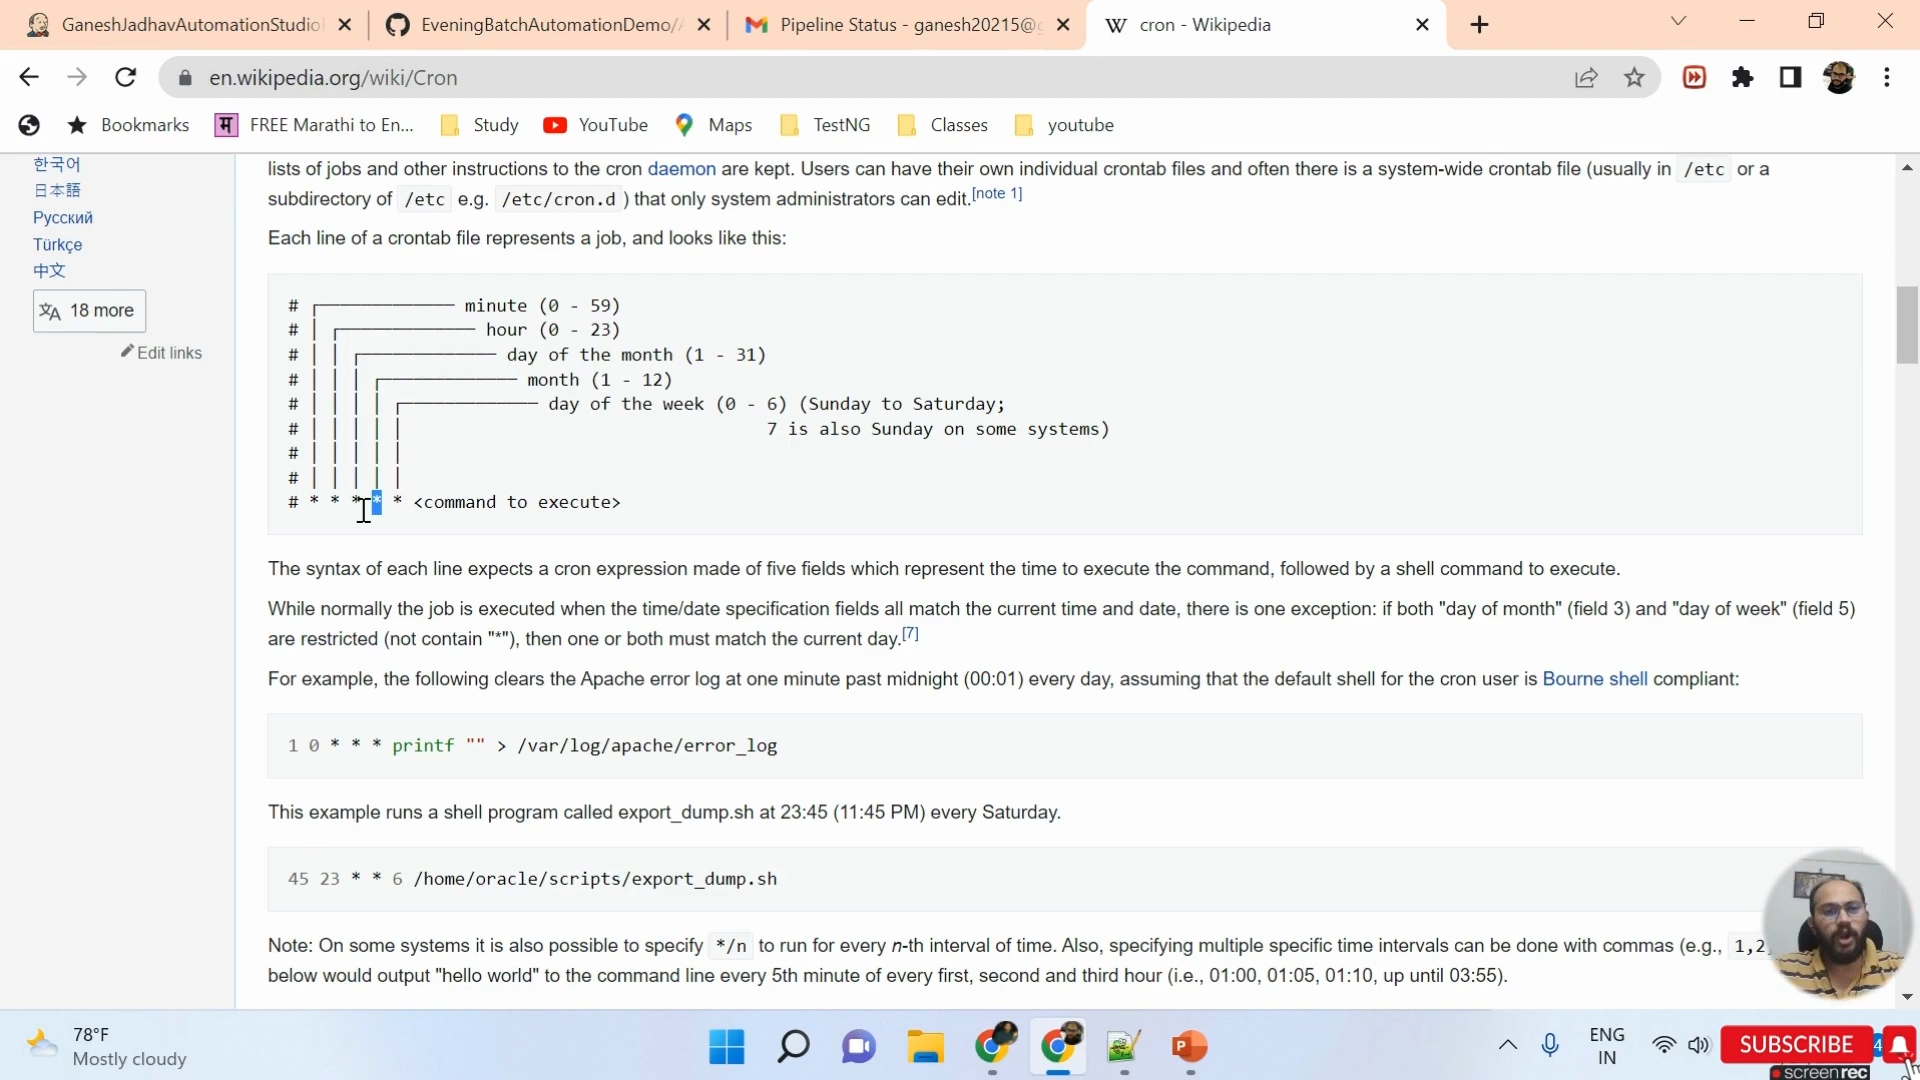 GaneshJadhavAutomationStudio
EveningBatchAutomationDemo/
Pipeline Status - ganesh20215@
cron - Wikipedia
en.wikipedia.org/wiki/Cron
Bookmarks
FREE Marathi to En...
Study
YouTube
Maps
TestNG
Classes
youtube
한국어
日本語
Русский
Türkçe
中文
18 more
Edit links
lists of jobs and other instructions to the cron daemon are kept. Users can have their own individual crontab files and often there is a system-wide crontab file (usually in /etc or a
subdirectory of /etc e.g. /etc/cron.d ) that only system administrators can edit.[note 1]
Each line of a crontab file represents a job, and looks like this:
# ┌───────────── minute (0 - 59)
# │ ┌───────────── hour (0 - 23)
# │ │ ┌───────────── day of the month (1 - 31)
# │ │ │ ┌───────────── month (1 - 12)
# │ │ │ │ ┌───────────── day of the week (0 - 6) (Sunday to Saturday;
# │ │ │ │ │ 7 is also Sunday on some systems)
# │ │ │ │ │
# │ │ │ │ │
# * * * * * <command to execute>
The syntax of each line expects a cron expression made of five fields which represent the time to execute the command, followed by a shell command to execute.
While normally the job is executed when the time/date specification fields all match the current time and date, there is one exception: if both "day of month" (field 3) and "day of week" (field 5)
are restricted (not contain "*"), then one or both must match the current day.[7]
For example, the following clears the Apache error log at one minute past midnight (00:01) every day, assuming that the default shell for the cron user is Bourne shell compliant:
1 0 * * * printf "" > /var/log/apache/error_log
This example runs a shell program called export_dump.sh at 23:45 (11:45 PM) every Saturday.
45 23 * * 6 /home/oracle/scripts/export_dump.sh
Note: On some systems it is also possible to specify */n to run for every n-th interval of time. Also, specifying multiple specific time intervals can be done with commas (e.g., 1,2
below would output "hello world" to the command line every 5th minute of every first, second and third hour (i.e., 01:00, 01:05, 01:10, up until 03:55).
78°F
Mostly cloudy
ENG
IN
SUBSCRIBE
screenrec